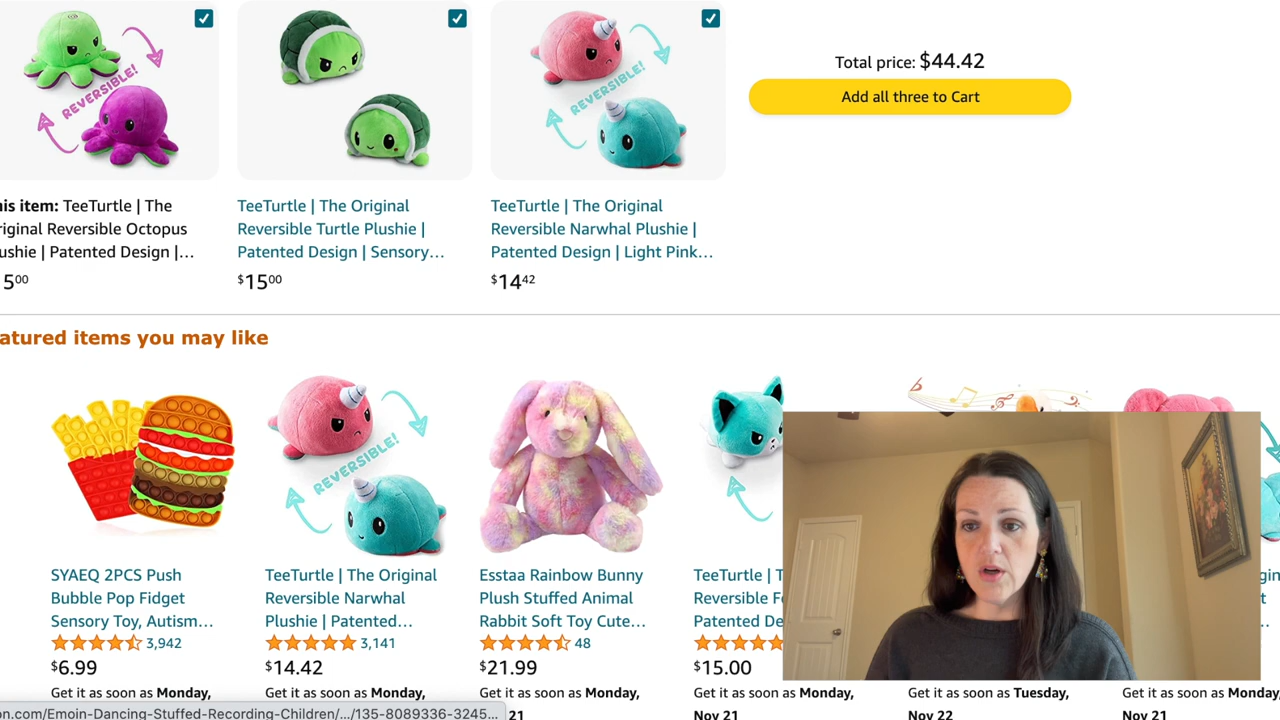 REVERSIBLE!
REVERSIBLE!
Total price: $44.42
Add all three to Cart
his item: TeeTurtle | The
riginal Reversible Octopus
ushie | Patented Design |...
500
TeeTurtle | The Original
Reversible Turtle Plushie |
Patented Design | Sensory...
$1500
TeeTurtle | The Original
Reversible Narwhal Plushie |
Patented Design | Light Pink...
$1442
atured items you may like
REVERSIBLE!
SYAEQ 2PCS Push
Bubble Pop Fidget
Sensory Toy, Autism...
3,942
$6.99
Get it as soon as Monday,
TeeTurtle | The Original
Reversible Narwhal
Plushie | Patented...
3,141
$14.42
Get it as soon as Monday,
Esstaa Rainbow Bunny
Plush Stuffed Animal
Rabbit Soft Toy Cute...
48
$21.99
Get it as soon as Monday,
21
TeeTurtle | T
Reversible Fo
Patented De
$15.00
Get it as soon as Monday,
Nov 21
Get it as soon as Tuesday,
Nov 22
Get it as soon as Monday,
Nov 21
on.com/Emoin-Dancing-Stuffed-Recording-Children/.../135-8089336-3245...